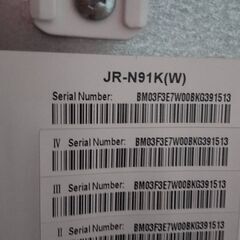 JR-N91K(W)
Serial Number: BM03F3E7W00BKG391513
IV Serial Number: BM03F3E7W00BKG391513
III Serial Number: BM03F3E7W00BKG391513
II Serial Number: BM03F3E7W00BKG391513